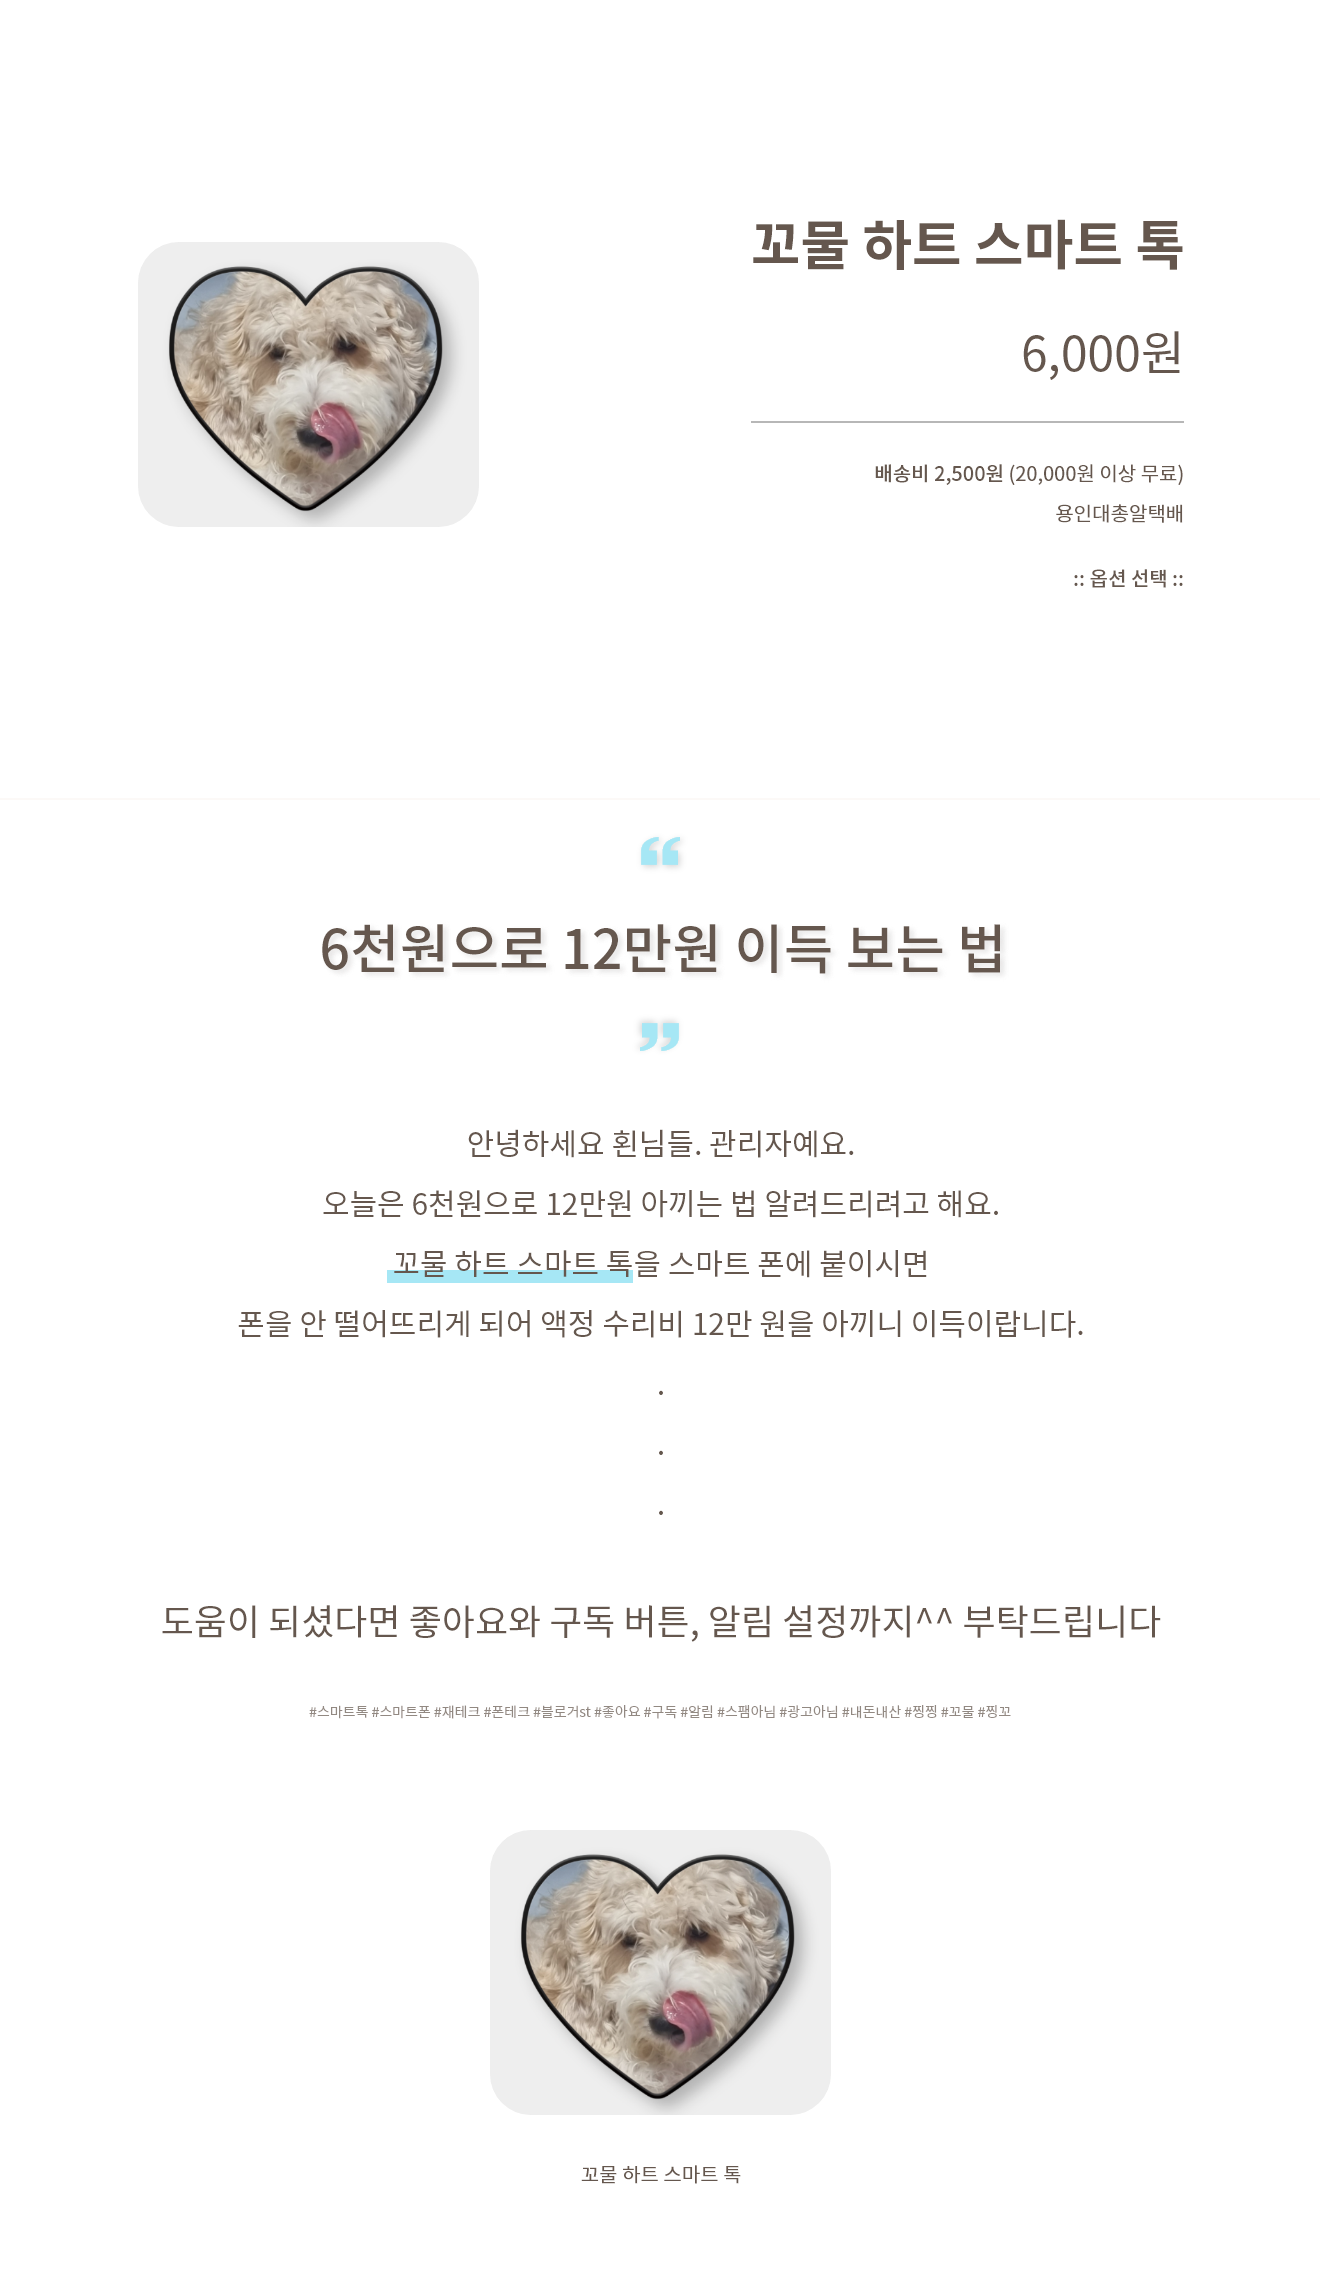 꼬물 하트 스마트 톡
6,000원
배송비 2,500원 (20,000원 이상 무료)
용인대총알택배
:: 옵션 선택 ::
“
6천원으로 12만원 이득 보는 법
”
안녕하세요 횐님들. 관리자예요.
오늘은 6천원으로 12만원 아끼는 법 알려드리려고 해요.
꼬물 하트 스마트 톡을 스마트 폰에 붙이시면
폰을 안 떨어뜨리게 되어 액정 수리비 12만 원을 아끼니 이득이랍니다.
.
.
.
도움이 되셨다면 좋아요와 구독 버튼, 알림 설정까지^^ 부탁드립니다
#스마트톡 #스마트폰 #재테크 #폰테크 #블로거st #좋아요 #구독 #알림 #스팸아님 #광고아님 #내돈내산 #찡찡 #꼬물 #찡꼬
꼬물 하트 스마트 톡